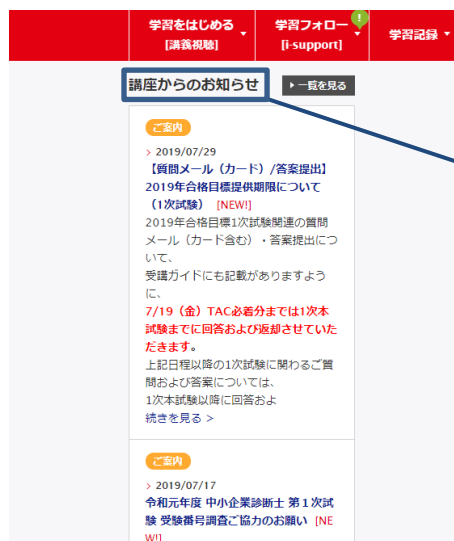 学習をはじめる
[講義視聴]
学習フォロー
[i-support]
!
学習記録
講座からのお知らせ
一覧を見る
ご案内
> 2019/07/29
【質問メール（カード）/答案提出】
2019年合格目標提供期限について
（1次試験） [NEW!]
2019年合格目標1次試験関連の質問
メール（カード含む）・答案提出につ
いて、
受講ガイドにも記載がありますよう
に、
7/19（金）TAC必着分までは1次本
試験までに回答および返却させていた
だきます。
上記日程以降の1次試験に関わるご質
問および答案については、
1次本試験以降に回答およ
続きを見る >
ご案内
> 2019/07/17
令和元年度 中小企業診断士 第１次試
験 受験番号調査ご協力のお願い [NE
W!]